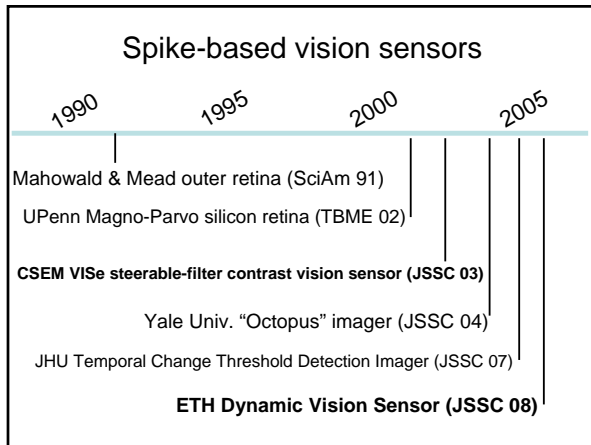 Spike-based vision sensors
1990 1995 2000 2005
Mahowald & Mead outer retina (SciAm 91)
UPenn Magno-Parvo silicon retina (TBME 02)
CSEM VISe steerable-filter contrast vision sensor (JSSC 03)
Yale Univ. “Octopus” imager (JSSC 04)
JHU Temporal Change Threshold Detection Imager (JSSC 07)
ETH Dynamic Vision Sensor (JSSC 08)